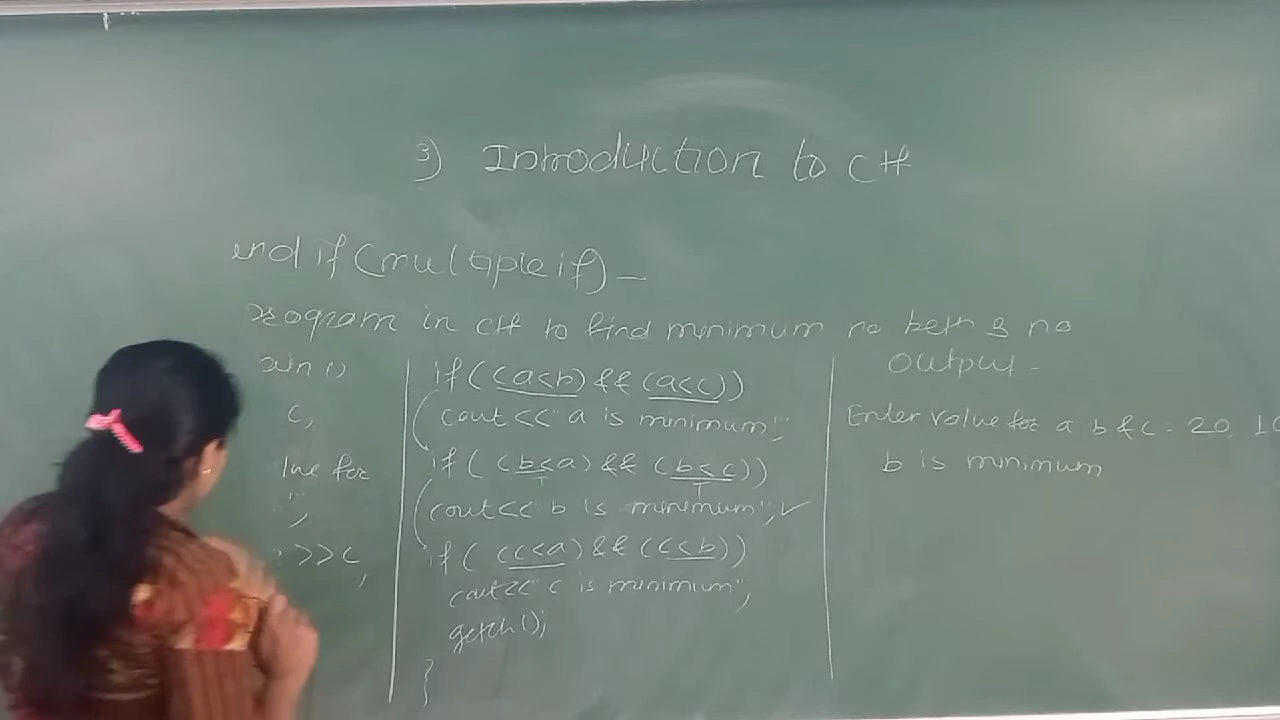 3) Introduction to C++
end if (multiple if) -
program in C++ to find minimum no betn 3 no
c;
lue for
";
>>c;
if((a<b) && (a<c))
cout<<"a is minimum";
if((b<a) && (b<c))
T T
cout<<"b is minimum"; ✓
if((c<a) && (c<b))
cout<<"c is minimum";
getch();
}
output -
Enter value for a b & c = 20, 10
b is minimum